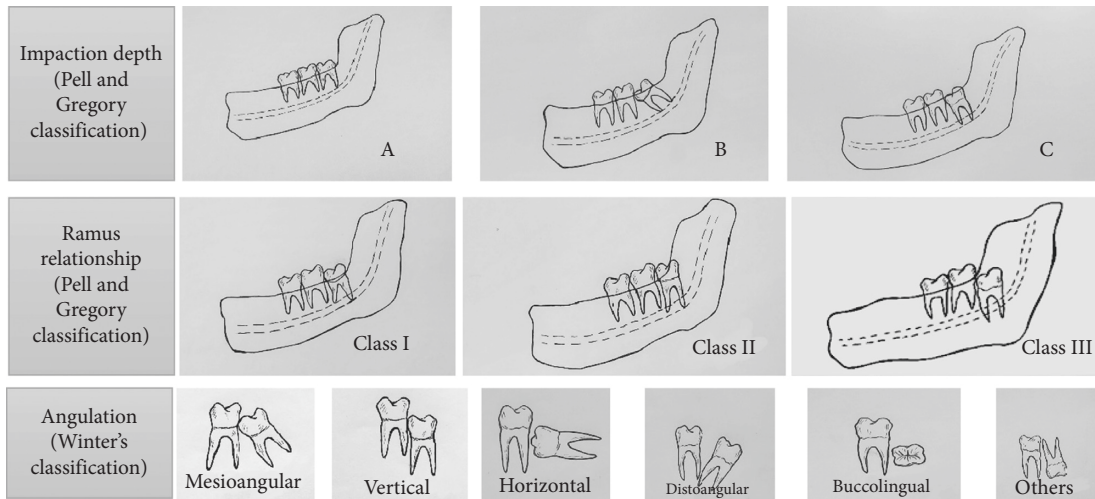 Impaction depth
(Pell and
Gregory
classification)
A
B
C
Ramus
relationship
(Pell and
Gregory
classification)
Class I
Class II
Class III
Angulation
(Winter's
classification)
Mesioangular
Vertical
Horizontal
Distoangular
Buccolingual
Others